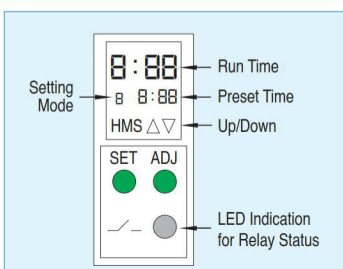 8:88
Run Time
Setting
Mode
8 8:88
Preset Time
HMS △▽
Up/Down
SET ADJ
LED Indication
for Relay Status